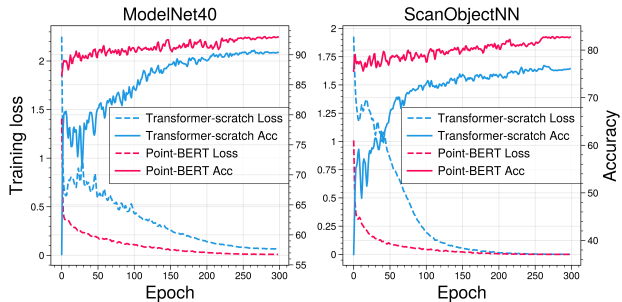 ModelNet40
ScanObjectNN
Training loss
2
1.5
1
0.5
0
90
85
80
75
70
65
60
55
0 50 100 150 200 250 300
Epoch
Transformer-scratch Loss
Transformer-scratch Acc
Point-BERT Loss
Point-BERT Acc
2
1.75
1.5
1.25
1
0.75
0.5
0.25
0
80
70
60
50
40
0 50 100 150 200 250 300
Epoch
Transformer-scratch Loss
Transformer-scratch Acc
Point-BERT Loss
Point-BERT Acc
Accuracy